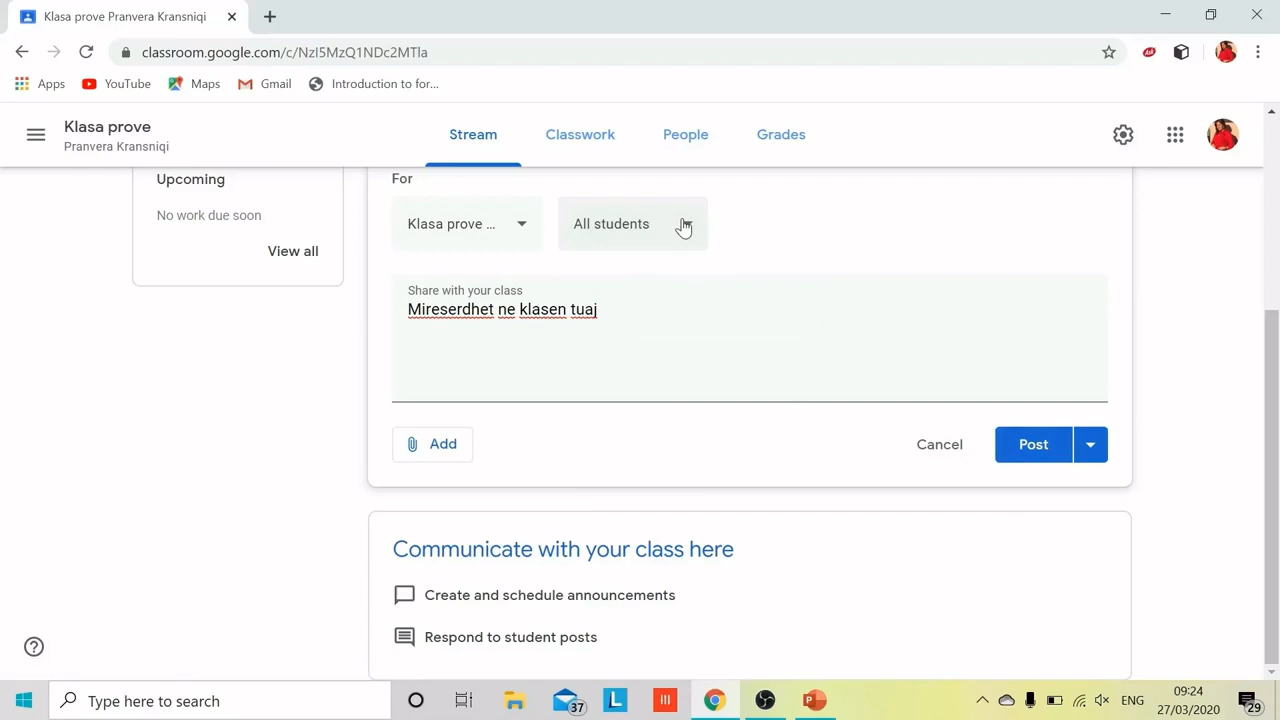 Klasa prove Pranvera Kransniqi
classroom.google.com/c/NzI5MzQ1NDc2MTIa
Apps
YouTube
Maps
Gmail
Introduction to for...
Klasa prove
Pranvera Kransniqi
Stream
Classwork
People
Grades
Upcoming
No work due soon
View all
For
Klasa prove ...
All students
Share with your class
Mireserdhet ne klasen tuaj
Add
Cancel
Post
Communicate with your class here
Create and schedule announcements
Respond to student posts
Type here to search
37
L
ENG
09:24
27/03/2020
29